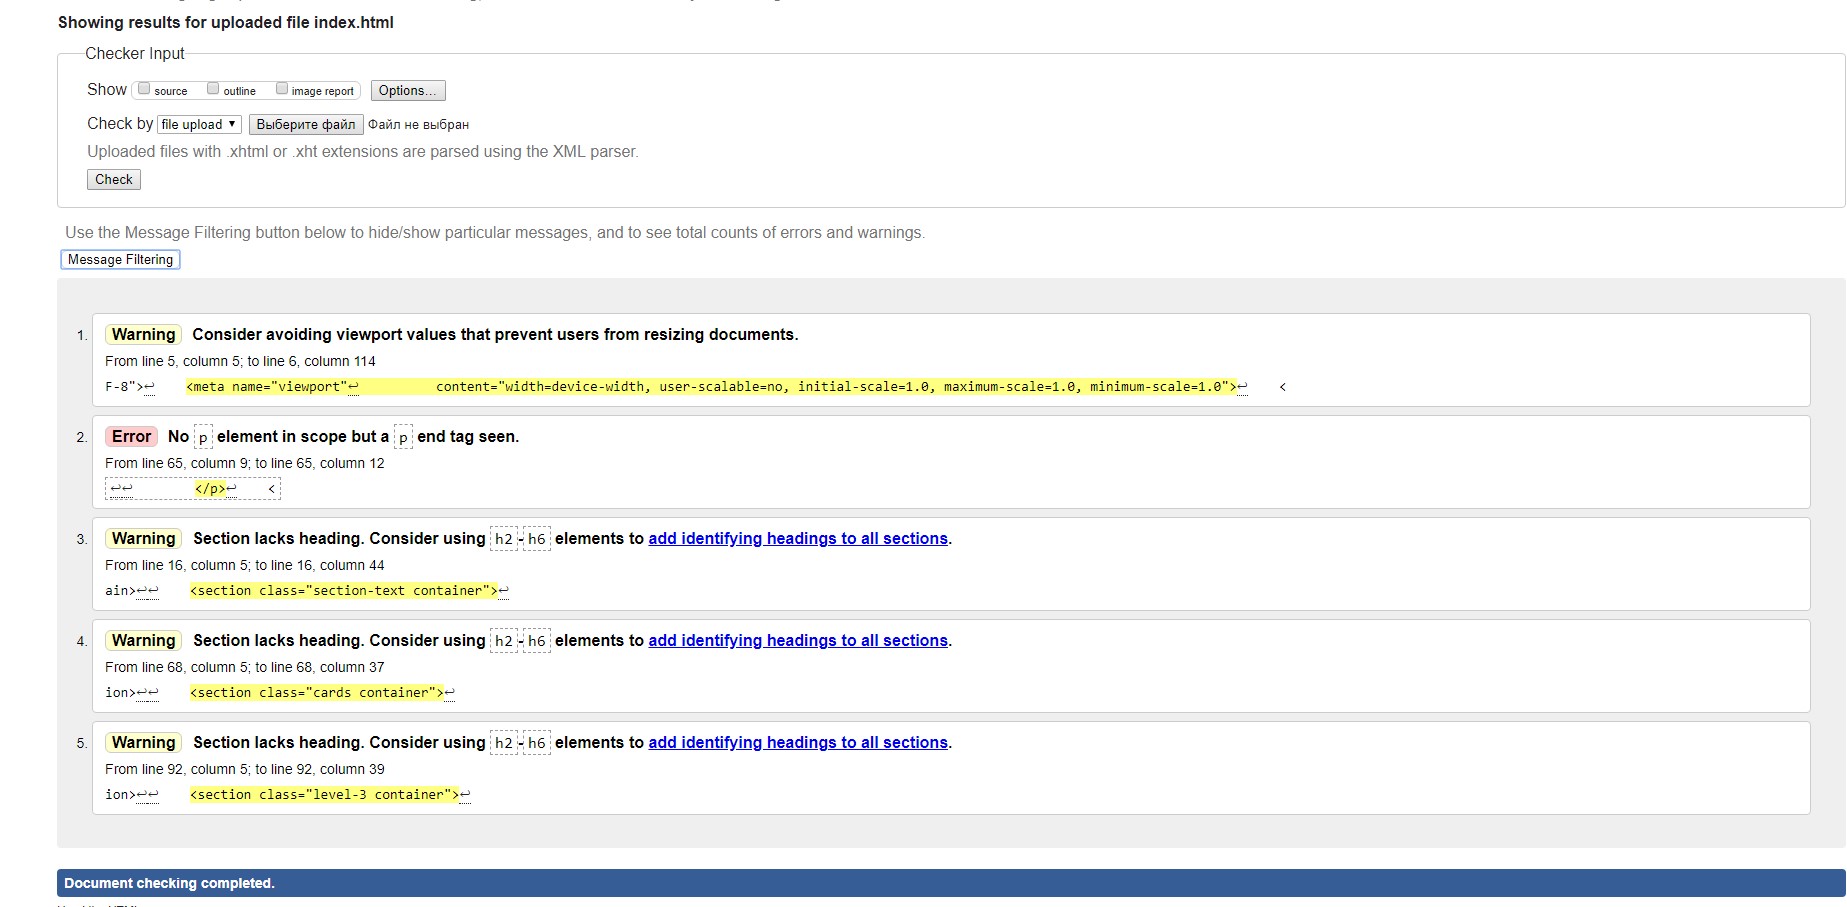 Showing results for uploaded file index.html
Checker Input
Show source outline image report Options...
Check by file upload ▼ Выберите файл Файл не выбран
Uploaded files with .xhtml or .xht extensions are parsed using the XML parser.
Check
Use the Message Filtering button below to hide/show particular messages, and to see total counts of errors and warnings.
Message Filtering
1. Warning Consider avoiding viewport values that prevent users from resizing documents.
From line 5, column 5; to line 6, column 114
F-8">↩ <meta name="viewport"↩ content="width=device-width, user-scalable=no, initial-scale=1.0, maximum-scale=1.0, minimum-scale=1.0">↩ <
2. Error No p element in scope but a p end tag seen.
From line 65, column 9; to line 65, column 12
↩↩ </p>↩ <
3. Warning Section lacks heading. Consider using h2-h6 elements to add identifying headings to all sections.
From line 16, column 5; to line 16, column 44
ain>↩↩ <section class="section-text container">↩
4. Warning Section lacks heading. Consider using h2-h6 elements to add identifying headings to all sections.
From line 68, column 5; to line 68, column 37
ion>↩↩ <section class="cards container">↩
5. Warning Section lacks heading. Consider using h2-h6 elements to add identifying headings to all sections.
From line 92, column 5; to line 92, column 39
ion>↩↩ <section class="level-3 container">↩
Document checking completed.